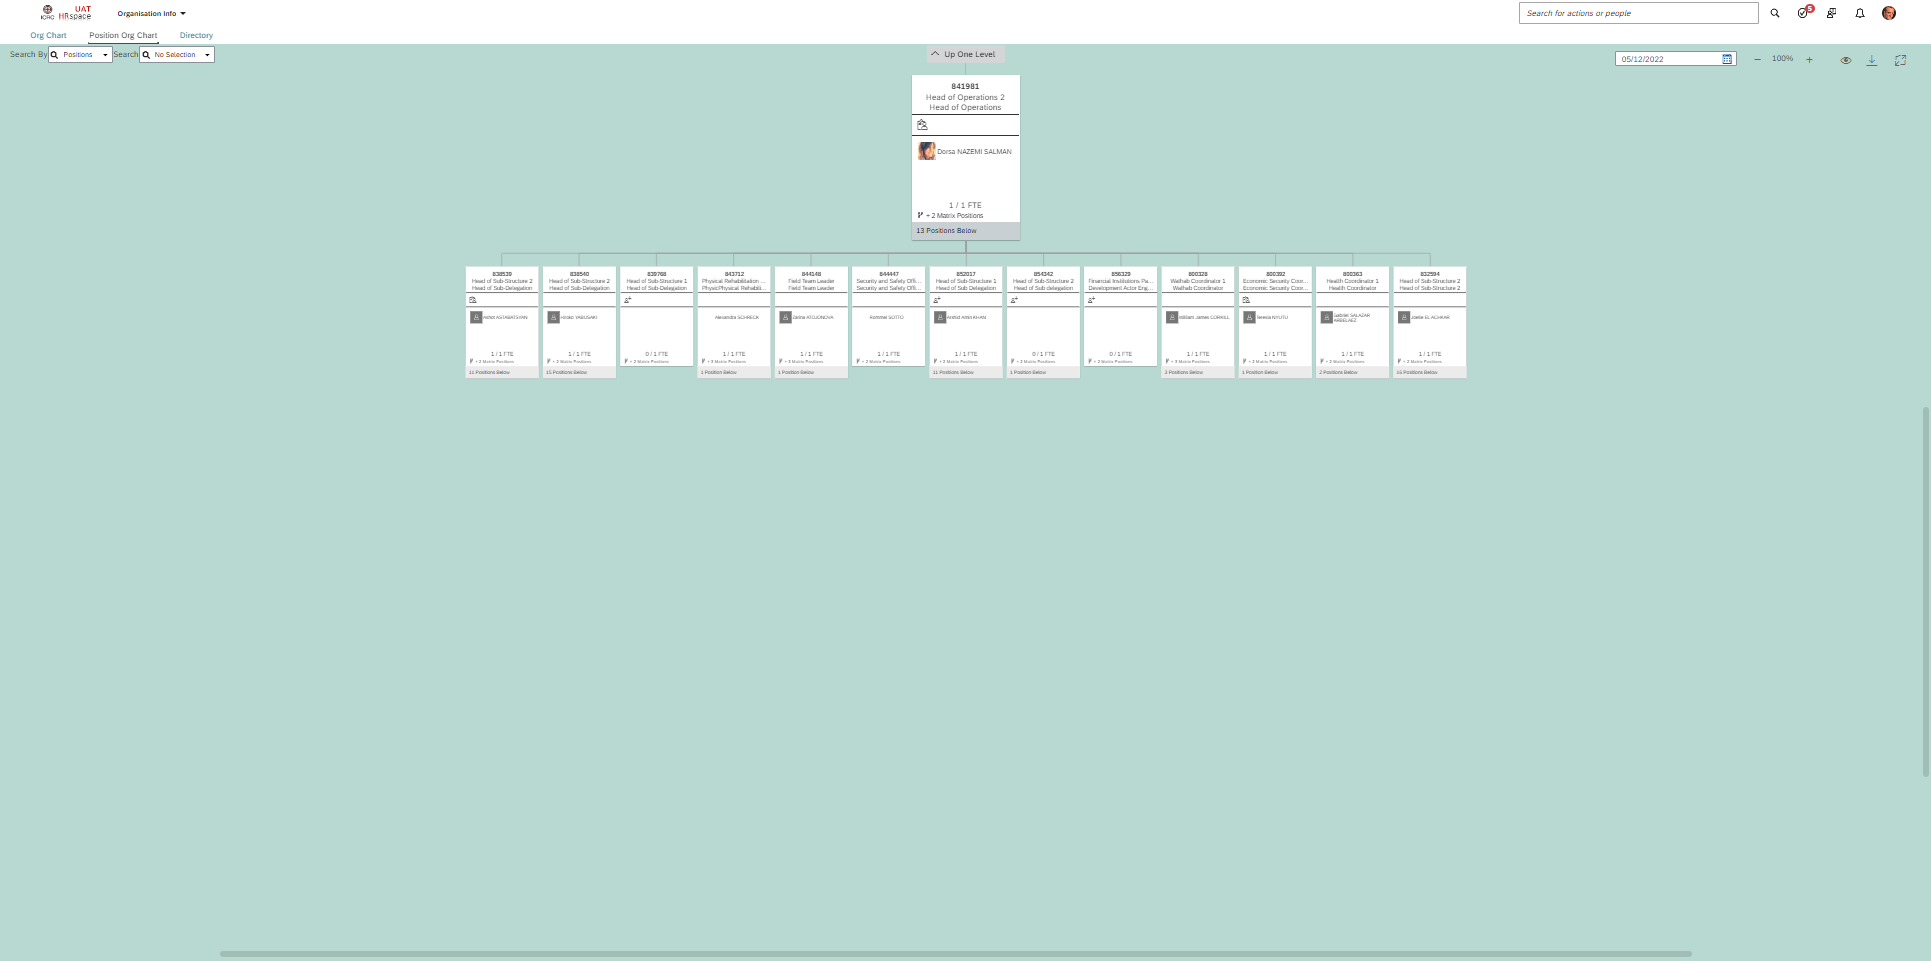 ICRC
UAT
HRspace
Organisation Info
Search for actions or people
5
Org Chart
Position Org Chart
Directory
Search By
Positions
Search
No Selection
Up One Level
05/12/2022
100%
841981
Head of Operations 2
Head of Operations
Dorsa NAZEMI SALMAN
1 / 1 FTE
+ 2 Matrix Positions
13 Positions Below
838539
Head of Sub-Structure 2
Head of Sub-Delegation
ASTABATSYAN
1 / 1 FTE
+ 2 Matrix Positions
11 Positions Below
838540
Head of Sub-Structure 2
Head of Sub-Delegation
Hiroko YABUSAKI
1 / 1 FTE
+ 2 Matrix Positions
15 Positions Below
839768
Head of Sub-Structure 1
Head of Sub-Delegation
0 / 1 FTE
+ 2 Matrix Positions
843712
Physical Rehabilitation ...
PhysicPhysical Rehabili...
Alexandra SCHRECK
1 / 1 FTE
+ 3 Matrix Positions
1 Position Below
844148
Field Team Leader
Field Team Leader
Zarina
1 / 1 FTE
+ 3 Matrix Positions
1 Position Below
844447
Security and Safety Offi...
Security and Safety Offi...
Rommel SOTTO
1 / 1 FTE
+ 2 Matrix Positions
852017
Head of Sub-Structure 1
Head of Sub Delegation
Arshid Amin KHAN
1 / 1 FTE
+ 2 Matrix Positions
11 Positions Below
854342
Head of Sub-Structure 2
Head of Sub delegation
0 / 1 FTE
+ 2 Matrix Positions
1 Position Below
856329
Financial Institutions Pa...
Development Actor Eng...
0 / 1 FTE
+ 2 Matrix Positions
800328
Wathab Coordinator 1
Wathab Coordinator
William James CORKILL
1 / 1 FTE
+ 3 Matrix Positions
2 Positions Below
800392
Economic Security Coor...
Economic Security Coor...
NYUTU
1 / 1 FTE
+ 3 Matrix Positions
1 Position Below
800363
Health Coordinator 1
Health Coordinator
Gabriel SALAZAR
ARBELAEZ
1 / 1 FTE
+ 3 Matrix Positions
2 Positions Below
832594
Head of Sub-Structure 2
Head of Sub-Structure 2
Joelle EL ACHKAR
1 / 1 FTE
+ 2 Matrix Positions
15 Positions Below